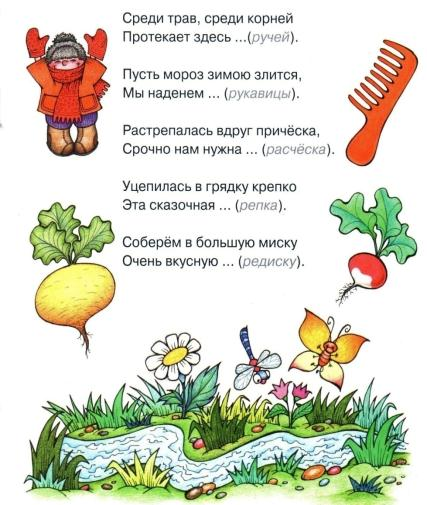 Среди трав, среди корней
Протекает здесь ...(ручей).
Пусть мороз зимою злится,
Мы наденем ... (рукавицы).
Растрепалась вдруг причёска,
Срочно нам нужна ... (расчёска).
Уцепилась в грядку крепко
Эта сказочная ... (репка).
Соберём в большую миску
Очень вкусную ... (редиску).